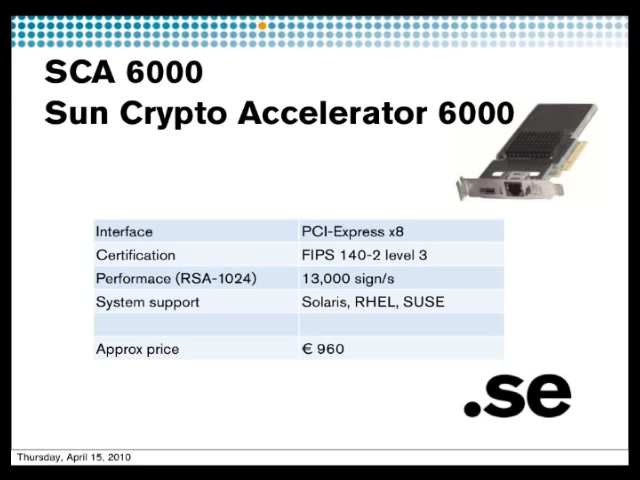 SCA 6000
Sun Crypto Accelerator 6000
Interface PCI-Express x8
Certification FIPS 140-2 level 3
Performace (RSA-1024) 13,000 sign/s
System support Solaris, RHEL, SUSE
Approx price € 960
.se
Thursday, April 15, 2010